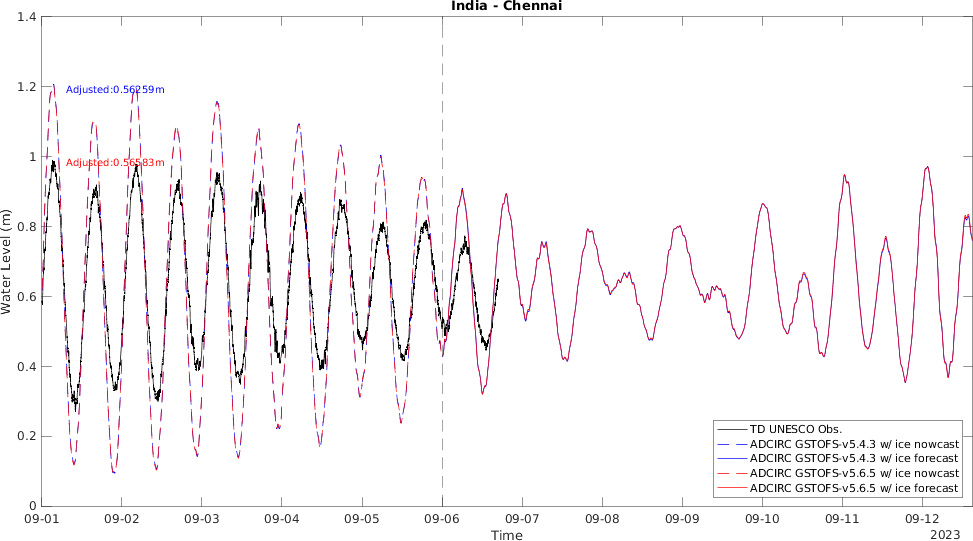 India - Chennai
1.4
1.2
1
0.8
0.6
0.4
0.2
0
Water Level (m)
Adjusted:0.56259m
Adjusted:0.56583m
TD UNESCO Obs.
ADCIRC GSTOFS-v5.4.3 w/ ice nowcast
ADCIRC GSTOFS-v5.4.3 w/ ice forecast
ADCIRC GSTOFS-v5.6.5 w/ ice nowcast
ADCIRC GSTOFS-v5.6.5 w/ ice forecast
09-01 09-02 09-03 09-04 09-05 09-06 09-07 09-08 09-09 09-10 09-11 09-12
Time
2023